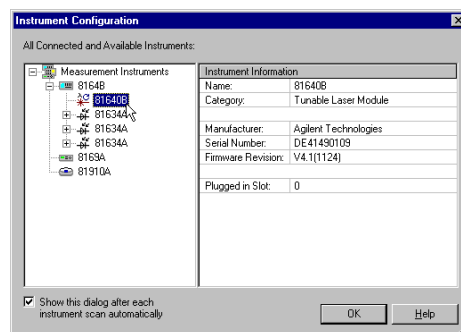 Instrument Configuration
All Connected and Available Instruments:
Measurement Instruments
8164B
81640B
81634A
81634A
81634A
8169A
81910A
Instrument Information
Name: 81640B
Category: Tunable Laser Module
Manufacturer: Agilent Technologies
Serial Number: DE41490109
Firmware Revision: V4.1(1124)
Plugged in Slot: 0
Show this dialog after each
instrument scan automatically
OK
Help